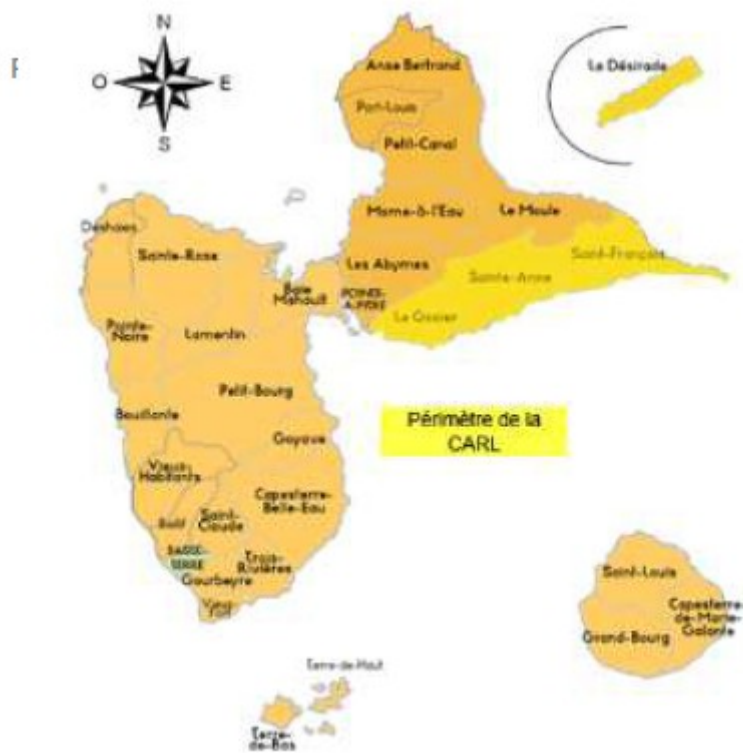 N
O
E
S
La Désirade
Anse Bertrand
Port-Louis
Petit-Canal
Morne-à-l'Eau
Le Moule
Saint-François
Les Abymes
Sainte-Anne
Le Gosier
Deshaies
Sainte-Rose
Baie
Mahault
POINTE-
A-PITRE
Pointe-
Noire
Lamentin
Petit-Bourg
Bouillante
Goyave
Périmètre de la
CARL
Vieux-
Habitants
Capesterre-
Belle-Eau
Saint-
Claude
BASSE-
TERRE
Trois-
Rivières
Gourbeyre
Vieux
Fort
Saint-Louis
Capesterre-
de-Marie-
Galante
Grand-Bourg
Terre-de-Haut
Terre-
de-Bas